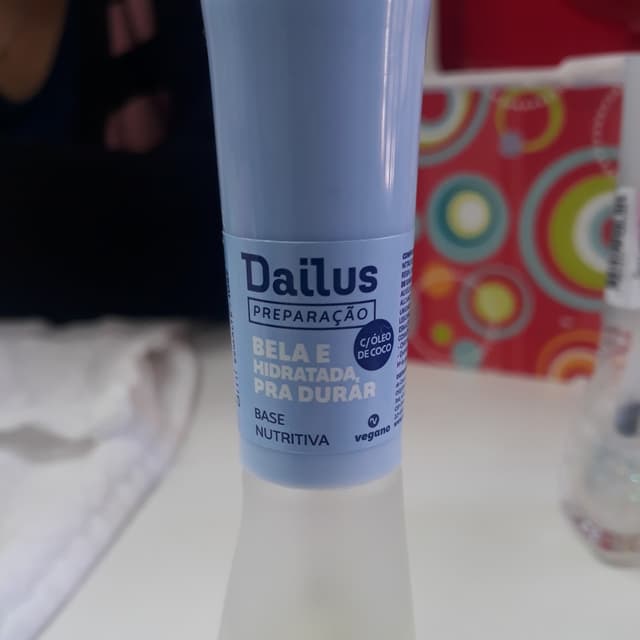 Dailus
PREPARAÇÃO
C/ÓLEO
DE COCO
BELA E
HIDRATADA,
PRA DURAR
BASE
NUTRITIVA
vegano